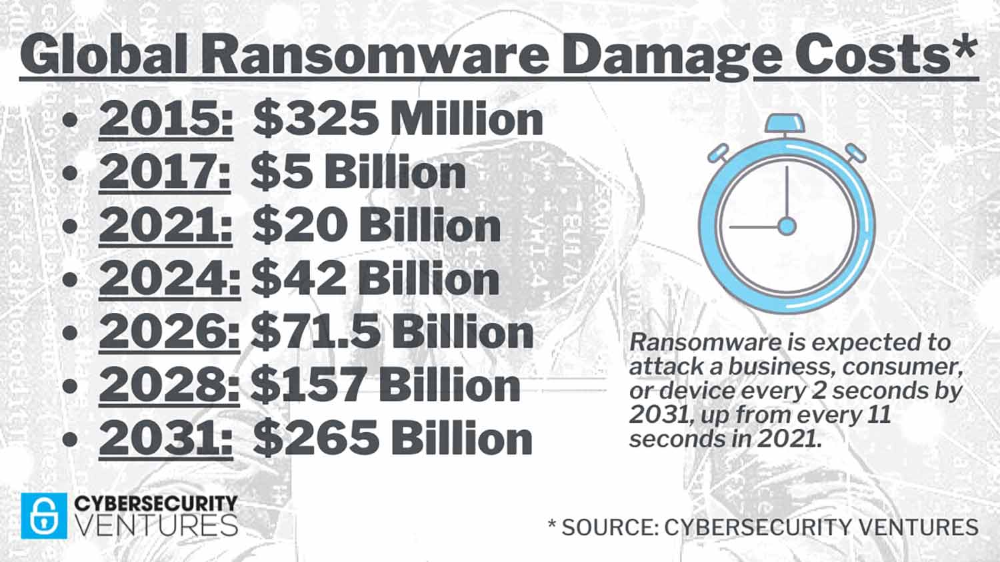 Global Ransomware Damage Costs*
• 2015: $325 Million
• 2017: $5 Billion
• 2021: $20 Billion
• 2024: $42 Billion
• 2026: $71.5 Billion
• 2028: $157 Billion
• 2031: $265 Billion
Ransomware is expected to
attack a business, consumer,
or device every 2 seconds by
2031, up from every 11
seconds in 2021.
CYBERSECURITY
VENTURES
* SOURCE: CYBERSECURITY VENTURES